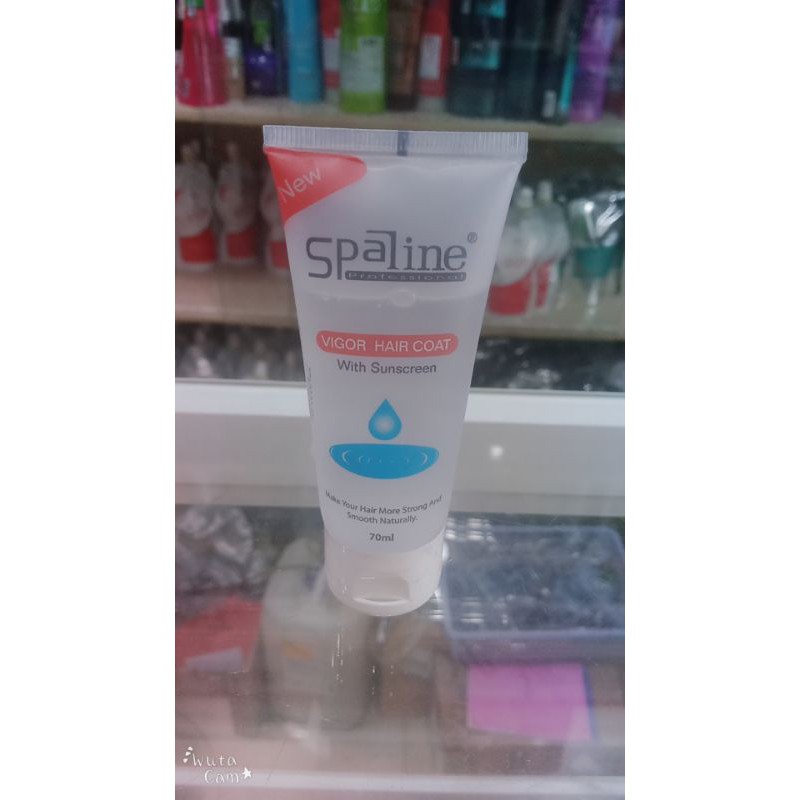 New
Spaline®
Professional
VIGOR HAIR COAT
With Sunscreen
Make Your Hair More Strong And
Smooth Naturally.
70ml
Wuta
Cam